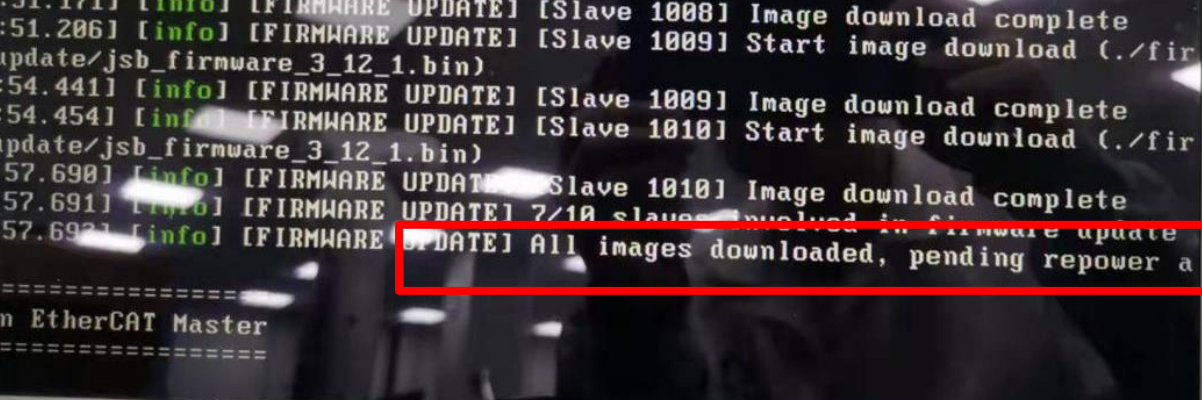 :51.171] [info] [FIRMWARE UPDATE] [Slave 1008] Image download complete
:51.206] [info] [FIRMWARE UPDATE] [Slave 1009] Start image download (./fir
update/jsb_firmware_3_12_1.bin)
:54.441] [info] [FIRMWARE UPDATE] [Slave 1009] Image download complete
:54.454] [info] [FIRMWARE UPDATE] [Slave 1010] Start image download (./fir
update/jsb_firmware_3_12_1.bin)
57.690] [info] [FIRMWARE UPDATE] [Slave 1010] Image download complete
57.691] [info] [FIRMWARE UPDATE] 7/10 slaves involved in firmware update
57.692] [info] [FIRMWARE UPDATE] All images downloaded, pending repower a
================
m EtherCAT Master
================